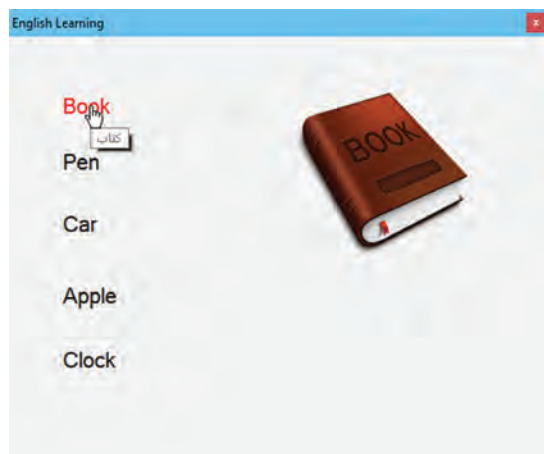 English Learning
x
Book
کتاب
Pen
Car
Apple
Clock
BOOK